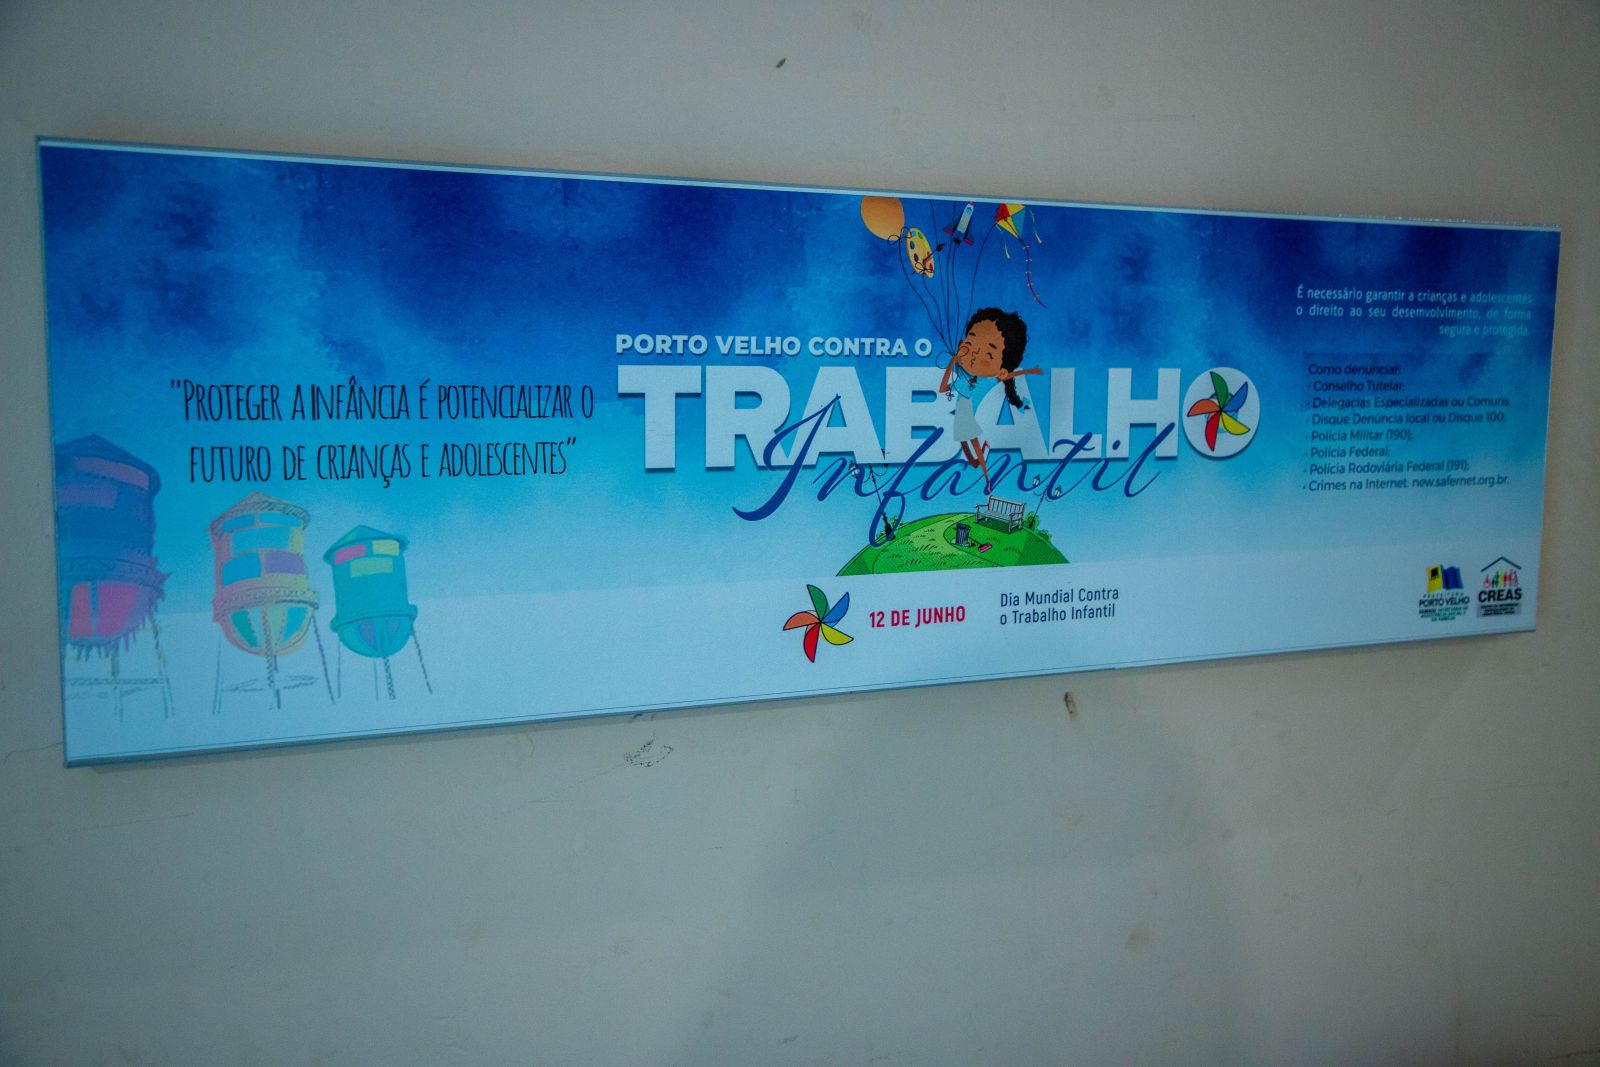 "PROTEGER A INFÂNCIA É POTENCIALIZAR O
FUTURO DE CRIANÇAS E ADOLESCENTES"
PORTO VELHO CONTRA O
TRABALHO
Infantil
12 DE JUNHO
Dia Mundial Contra
o Trabalho Infantil
É necessário garantir a crianças e adolescentes
o direito ao seu desemvolvimento, de forma
segura e protegida.
Como denunciar:
• Conselho Tutelar;
• Delegacias Especializadas ou Comuns;
• Disque Denúncia local ou Disque 100;
• Polícia Militar (190);
• Polícia Federal;
• Polícia Rodoviária Federal (191);
• Crimes na Internet: new.safernet.org.br.
PREFEITURA
PORTO VELHO
CREAS